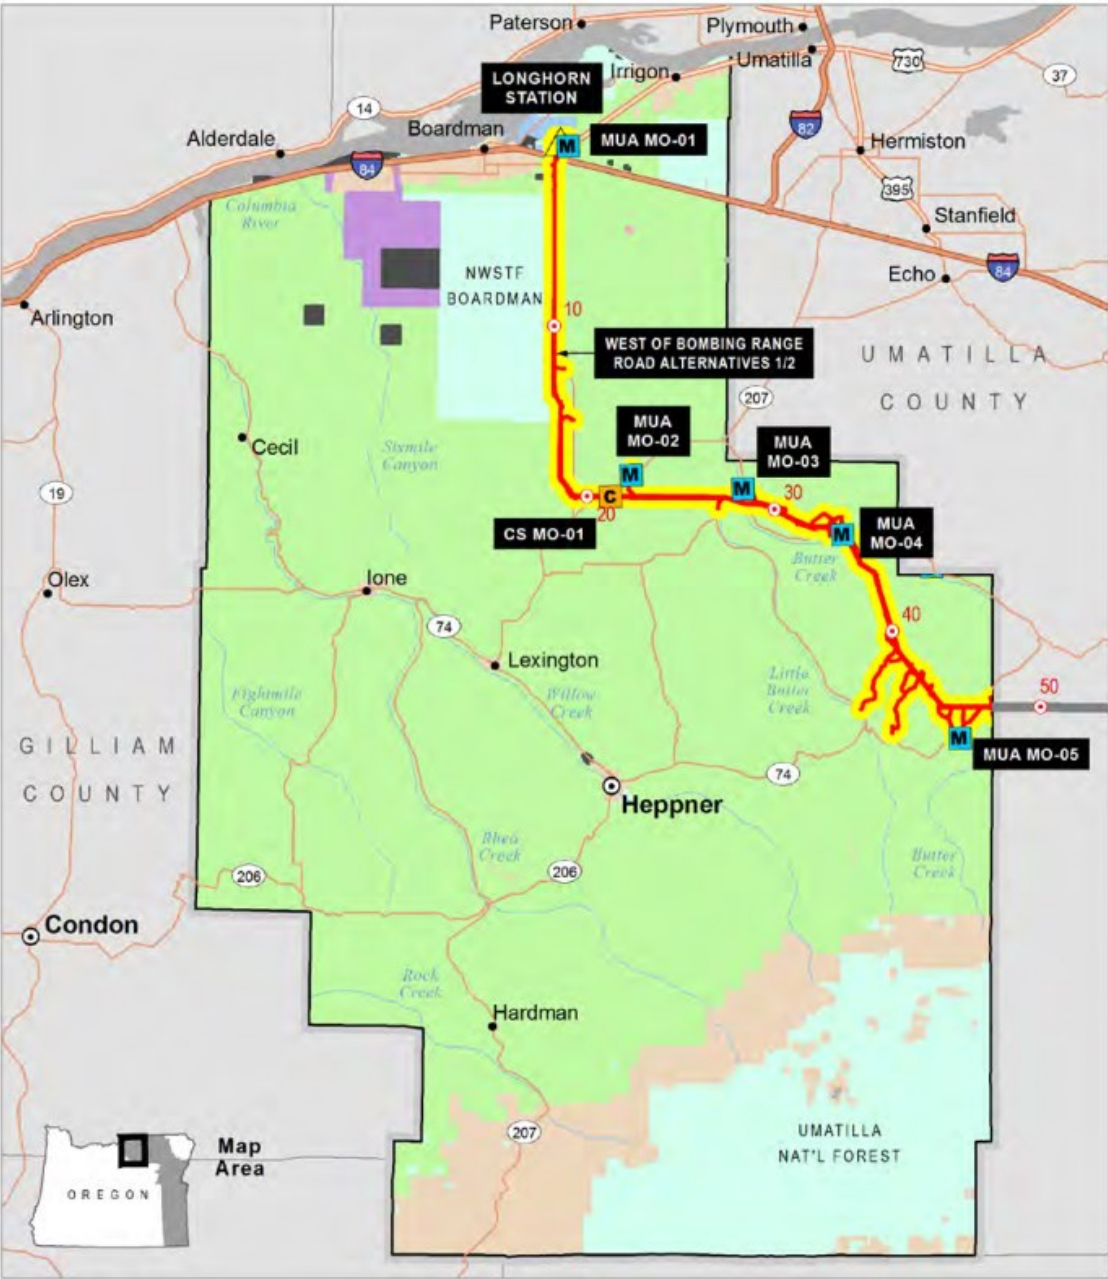 Paterson
Plymouth
Umatilla
730
37
LONGHORN
STATION
Irrigon
14
Boardman
MUA MO-01
M
82
Alderdale
84
Hermiston
395
Columbia
River
Stanfield
NWSTF
BOARDMAN
Echo
84
Arlington
10
WEST OF BOMBING RANGE
ROAD ALTERNATIVES 1/2
UMATILLA
COUNTY
207
MUA
MO-02
MUA
MO-03
Cecil
Sixmile
Canyon
M
M
19
C
20
30
CS MO-01
MUA
MO-04
M
Butter
Creek
Olex
Ione
74
40
Lexington
Eightmile
Canyon
Willow
Creek
Little
Butter
Creek
50
GILLIAM
COUNTY
M
MUA MO-05
74
Heppner
Rhea
Creek
Butter
Creek
206
206
Condon
Rock
Creek
Hardman
207
UMATILLA
NAT'L FOREST
Map
Area
OREGON